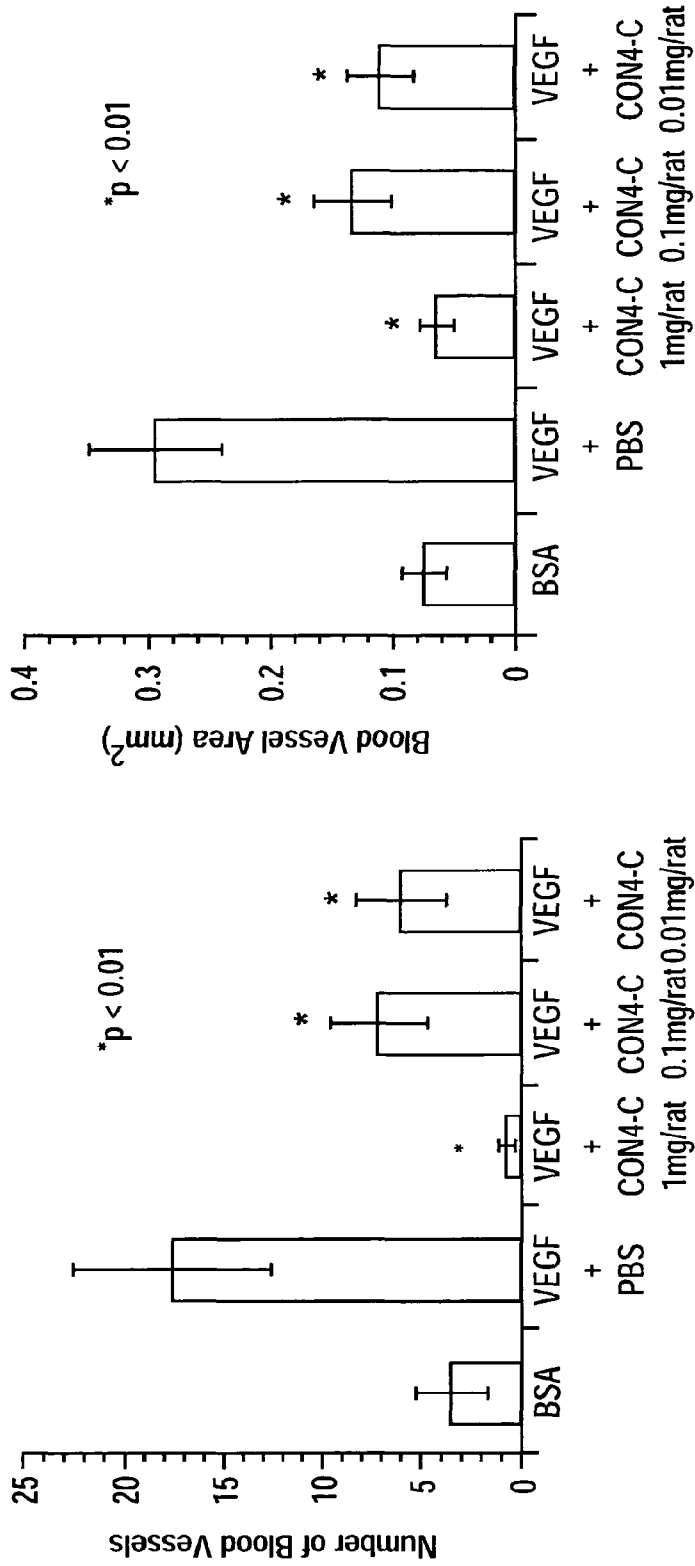 Number of Blood Vessels
25
20
15
10
5
0
*p < 0.01
*
*
*
BSA VEGF VEGF VEGF VEGF
+ + + +
PBS CON4-C CON4-C CON4-C
1mg/rat 0.1mg/rat 0.01mg/rat
Blood Vessel Area (mm²)
0.4
0.3
0.2
0.1
0
*p < 0.01
*
*
*
BSA VEGF VEGF VEGF VEGF
+ + + +
PBS CON4-C CON4-C CON4-C
1mg/rat 0.1mg/rat 0.01mg/rat